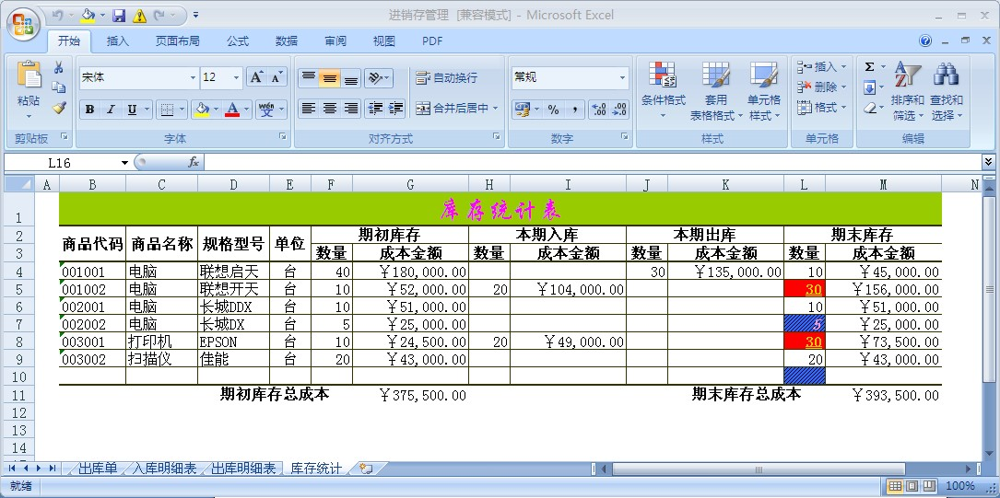 进销存管理 [兼容模式] - Microsoft Excel
开始 插入 页面布局 公式 数据 审阅 视图 PDF
粘贴 宋体 12 自动换行 常规 条件格式 套用 表格格式 单元格 样式 插入 删除 格式 Σ 排序和 筛选 查找和 选择
B I U A wén 文 合并后居中 % ,
剪贴板 字体 对齐方式 数字 样式 单元格 编辑
L16 fx
A B C D E F G H I J K L M N
1 库存统计表
2 商品代码 商品名称 规格型号 单位 期初库存 本期入库 本期出库 期末库存
3 数量 成本金额 数量 成本金额 数量 成本金额 数量 成本金额
4 001001 电脑 联想启天 台 40 ￥180,000.00 30 ￥135,000.00 10 ￥45,000.00
5 001002 电脑 联想开天 台 10 ￥52,000.00 20 ￥104,000.00 30 ￥156,000.00
6 002001 电脑 长城DDX 台 10 ￥51,000.00 10 ￥51,000.00
7 002002 电脑 长城DX 台 5 ￥25,000.00 5 ￥25,000.00
8 003001 打印机 EPSON 台 10 ￥24,500.00 20 ￥49,000.00 30 ￥73,500.00
9 003002 扫描仪 佳能 台 20 ￥43,000.00 20 ￥43,000.00
10
11 期初库存总成本 ￥375,500.00 期末库存总成本 ￥393,500.00
12
13
14
出库单 入库明细表 出库明细表 库存统计
就绪 100%